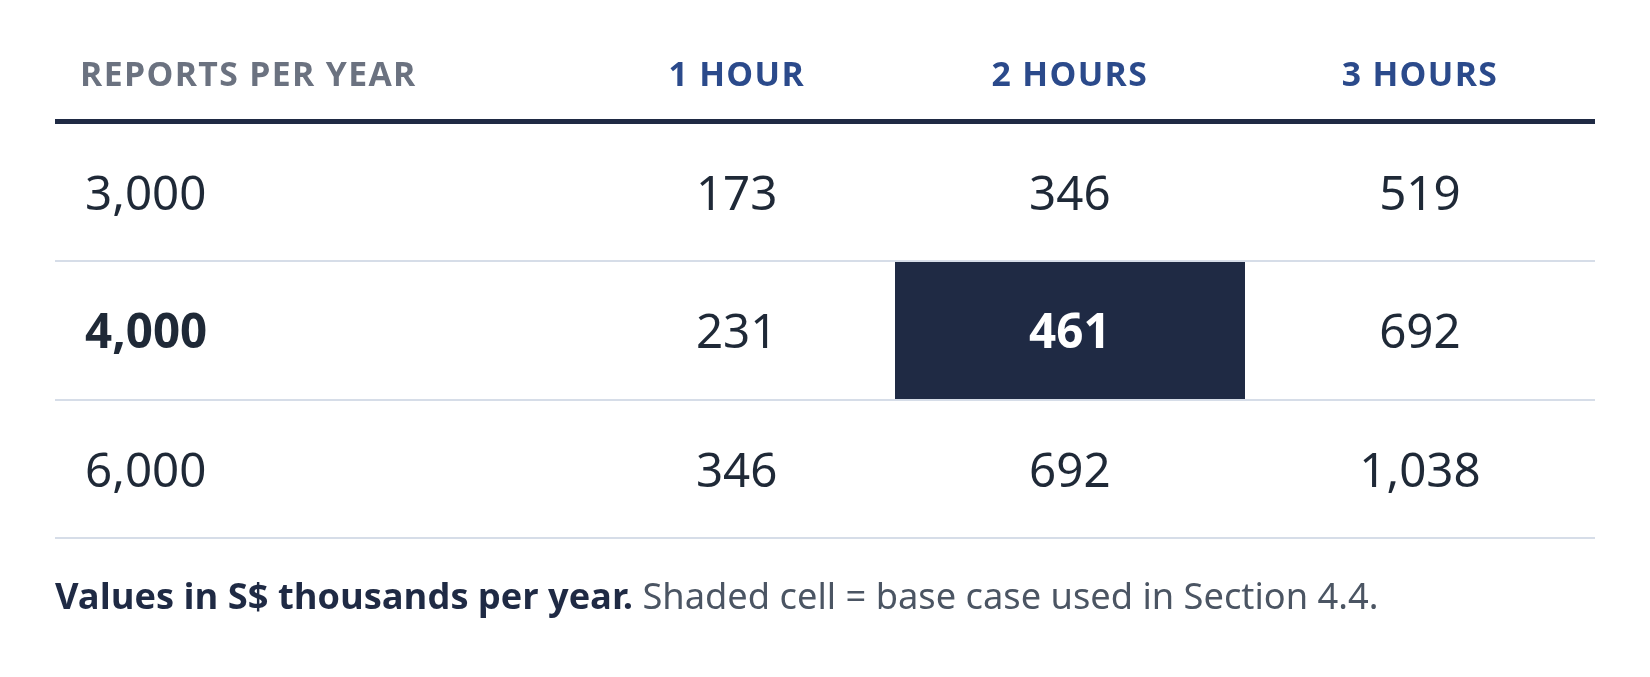 REPORTS PER YEAR 1 HOUR 2 HOURS 3 HOURS
3,000 173 346 519
4,000 231 461 692
6,000 346 692 1,038
Values in S$ thousands per year. Shaded cell = base case used in Section 4.4.